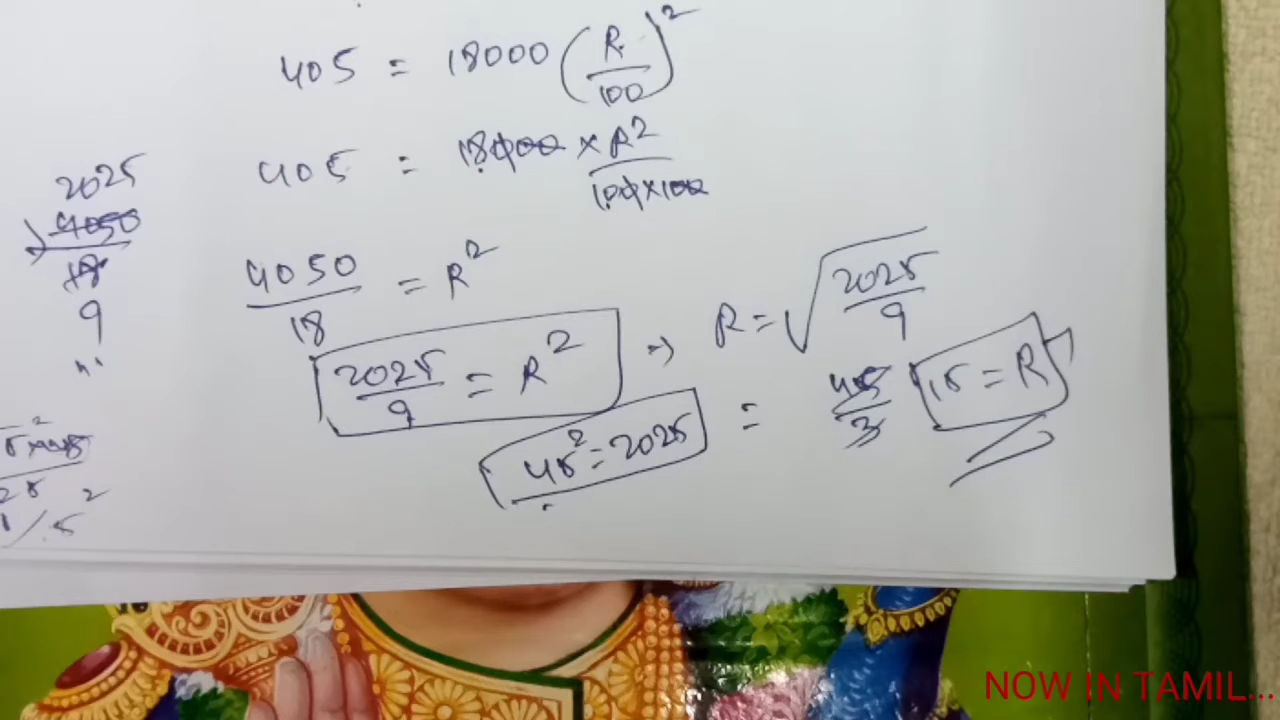 405 = 18000 (R/100)²
405 = 18000 × R² / 100×100
4050/18 = R²
2025/9 = R² ⇒ R = √(2025/9)
45² = 2025 = 45/3 15 = R
2025
4050
18
9
NOW IN TAMIL...